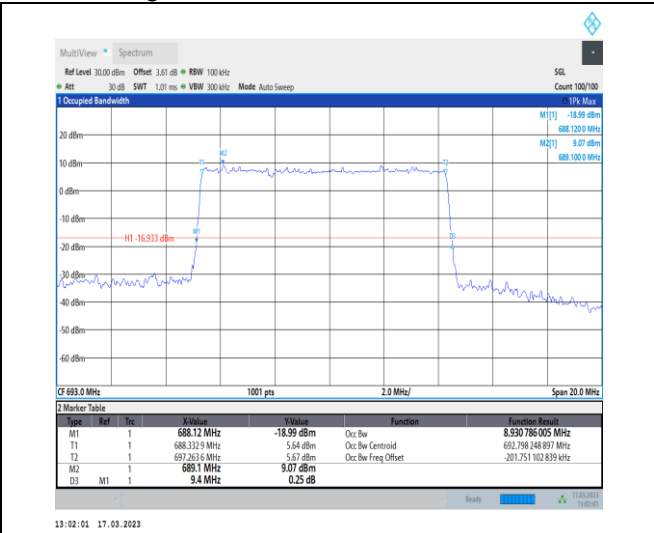 MultiView Spectrum
Ref Level 30.00 dBm Offset 3.61 dB RBW 100 kHz SGL
Att 30 dB SWT 1.01 ms VBW 300 kHz Mode Auto Sweep Count 100/100
1 Occupied Bandwidth 1Pk Max
M1[1] -18.99 dBm
688.120 0 MHz
M2[1] 9.07 dBm
689.100 0 MHz
20 dBm
M2
T1 T2
10 dBm
0 dBm
-10 dBm
M1
D3
H1 -16.933 dBm
-20 dBm
-30 dBm
-40 dBm
-50 dBm
-60 dBm
CF 693.0 MHz 1001 pts 2.0 MHz/ Span 20.0 MHz
2 Marker Table
Type Ref Trc X-Value Y-Value Function Function Result
M1 1 688.12 MHz -18.99 dBm Occ Bw 8.930 786 005 MHz
T1 1 688.332 9 MHz 5.64 dBm Occ Bw Centroid 692.798 248 897 MHz
T2 1 697.263 6 MHz 5.67 dBm Occ Bw Freq Offset -201.751 102 839 kHz
M2 1 689.1 MHz 9.07 dBm
D3 M1 1 9.4 MHz 0.25 dB
Ready 17.03.2023
13:02:01
13:02:01 17.03.2023